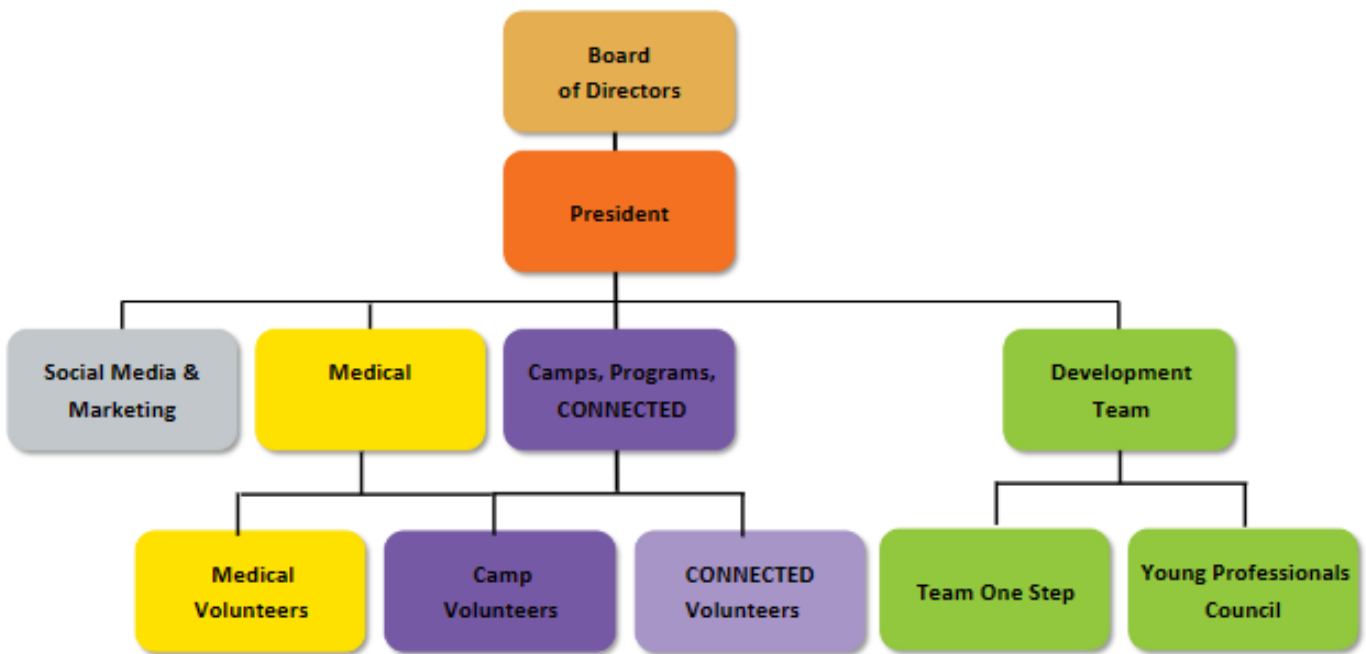 Board
of Directors
President
Social Media &
Marketing
Medical
Camps, Programs,
CONNECTED
Development
Team
Medical
Volunteers
Camp
Volunteers
CONNECTED
Volunteers
Team One Step
Young Professionals
Council